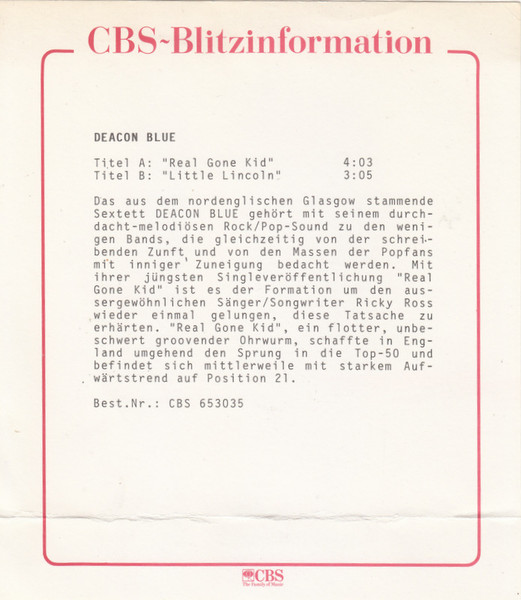 CBS~Blitzinformation
DEACON BLUE
Titel A: "Real Gone Kid" 4:03
Titel B: "Little Lincoln" 3:05
Das aus dem nordenglischen Glasgow stammende
Sextett DEACON BLUE gehört mit seinem durch-
dacht-melodiösen Rock/Pop-Sound zu den weni-
gen Bands, die gleichzeitig von der schrei-
benden Zunft und von den Massen der Popfans
mit inniger Zuneigung bedacht werden. Mit
ihrer jüngsten Singleveröffentlichung "Real
Gone Kid" ist es der Formation um den aus-
sergewöhnlichen Sänger/Songwriter Ricky Ross
wieder einmal gelungen, diese Tatsache zu
erhärten. "Real Gone Kid", ein flotter, unbe-
schwert groovender Ohrwurm, schaffte in Eng-
land umgehend den Sprung in die Top-50 und
befindet sich mittlerweile mit starkem Auf-
wärtstrend auf Position 21.
Best.Nr.: CBS 653035
CBS
The Family of Music